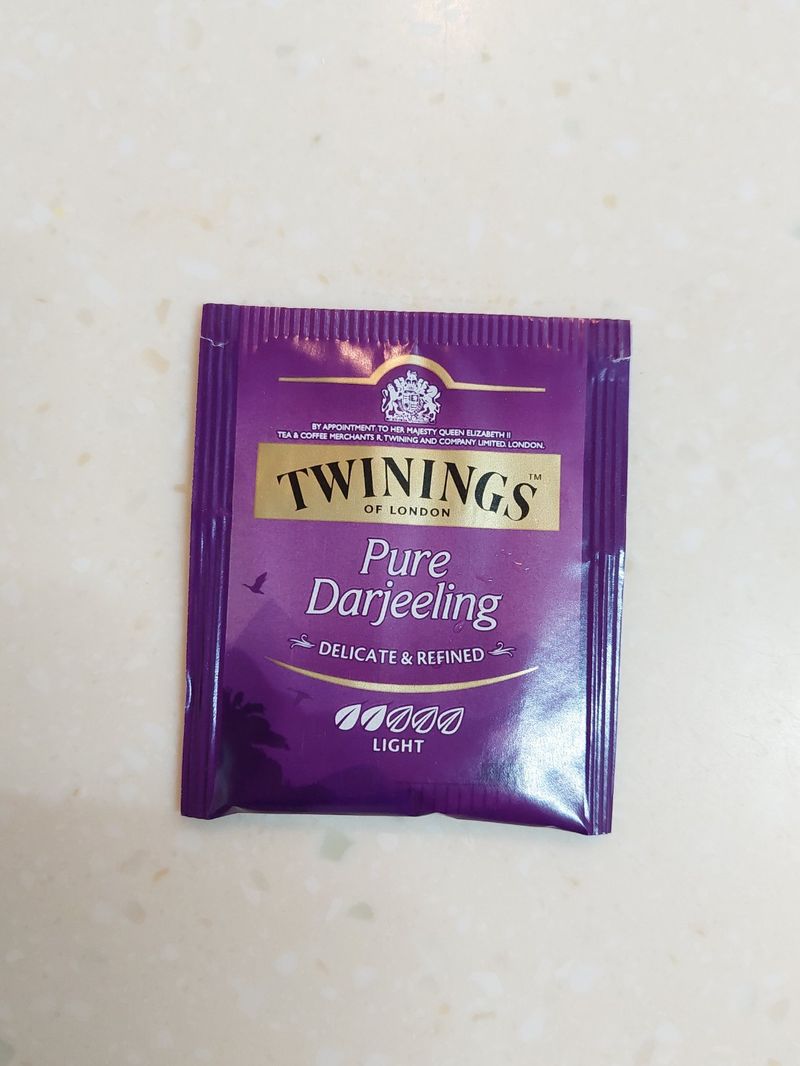 BY APPOINTMENT TO HER MAJESTY QUEEN ELIZABETH II
TEA & COFFEE MERCHANTS R. TWINING AND COMPANY LIMITED. LONDON.
TWININGS™
OF LONDON
Pure
Darjeeling
DELICATE & REFINED
LIGHT